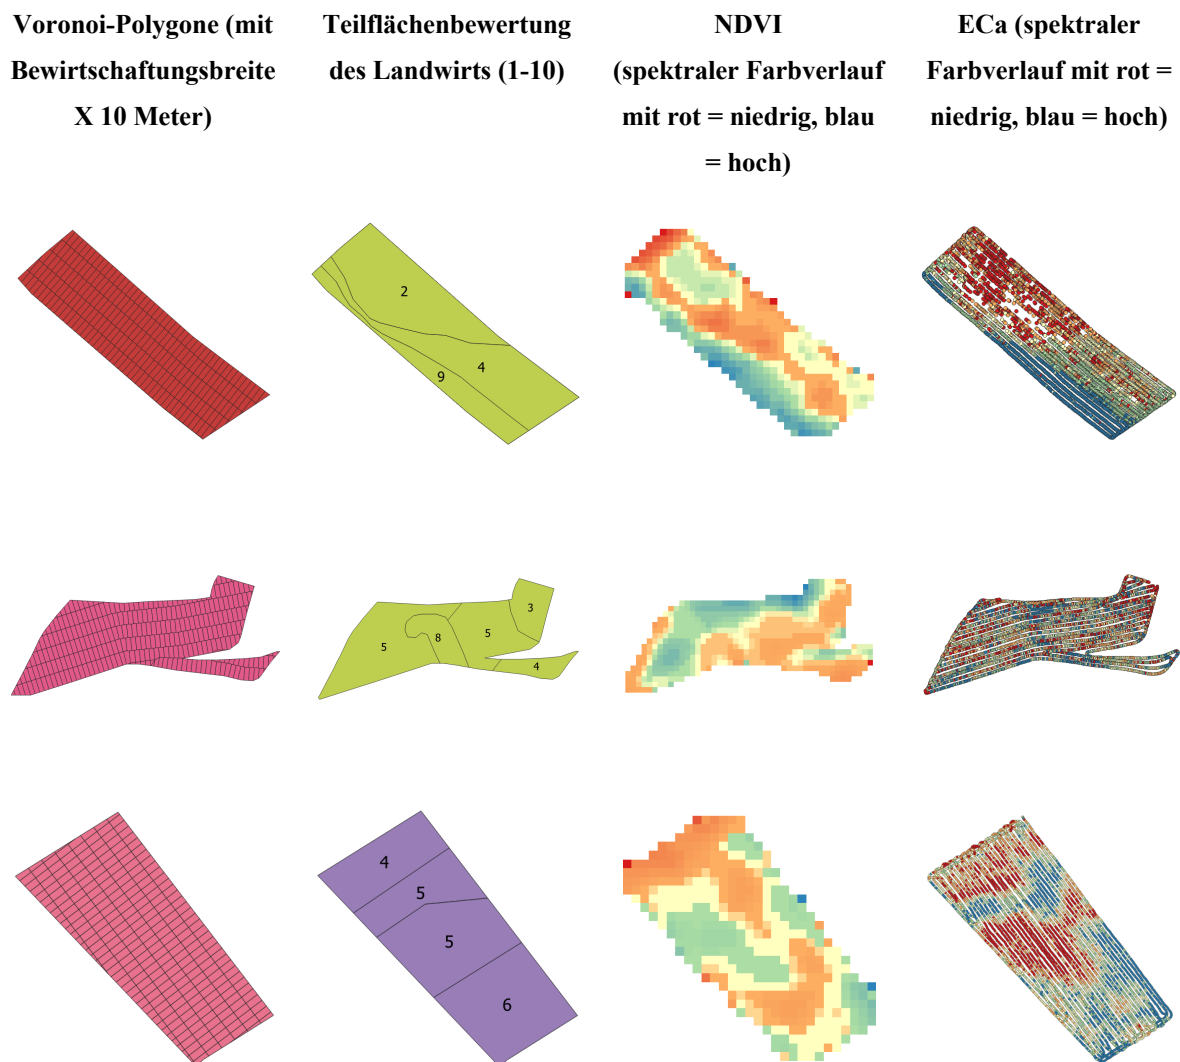 Voronoi-Polygone (mit
Bewirtschaftungsbreite
X 10 Meter)
Teilflächenbewertung
des Landwirts (1-10)
NDVI
(spektraler Farbverlauf
mit rot = niedrig, blau
= hoch)
ECa (spektraler
Farbverlauf mit rot =
niedrig, blau = hoch)
2
4
9
3
5
8
5
4
4
5
5
6